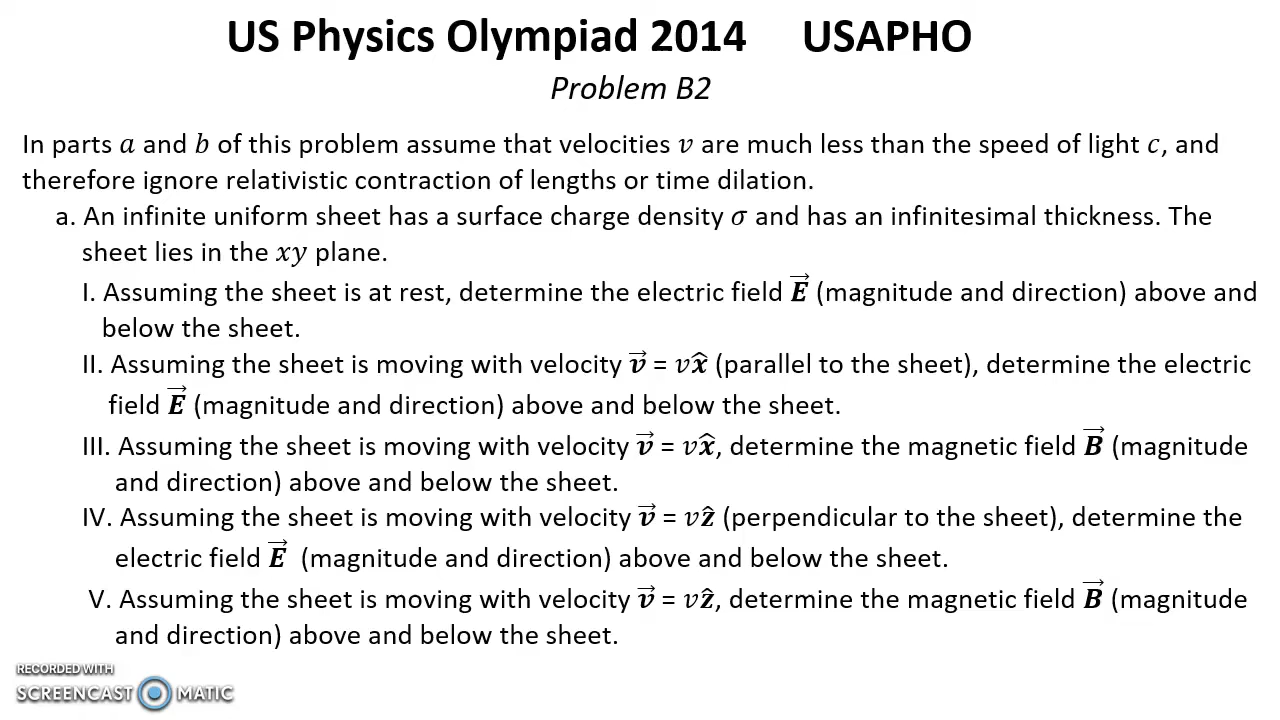 US Physics Olympiad 2014 USAPHO
Problem B2
In parts a and b of this problem assume that velocities v are much less than the speed of light c, and
therefore ignore relativistic contraction of lengths or time dilation.
a. An infinite uniform sheet has a surface charge density σ and has an infinitesimal thickness. The
sheet lies in the xy plane.
I. Assuming the sheet is at rest, determine the electric field E⃗ (magnitude and direction) above and
below the sheet.
II. Assuming the sheet is moving with velocity v⃗ = vx̂ (parallel to the sheet), determine the electric
field E⃗ (magnitude and direction) above and below the sheet.
III. Assuming the sheet is moving with velocity v⃗ = vx̂, determine the magnetic field B⃗ (magnitude
and direction) above and below the sheet.
IV. Assuming the sheet is moving with velocity v⃗ = vẑ (perpendicular to the sheet), determine the
electric field E⃗ (magnitude and direction) above and below the sheet.
V. Assuming the sheet is moving with velocity v⃗ = vẑ, determine the magnetic field B⃗ (magnitude
and direction) above and below the sheet.
RECORDED WITH
SCREENCAST MATIC